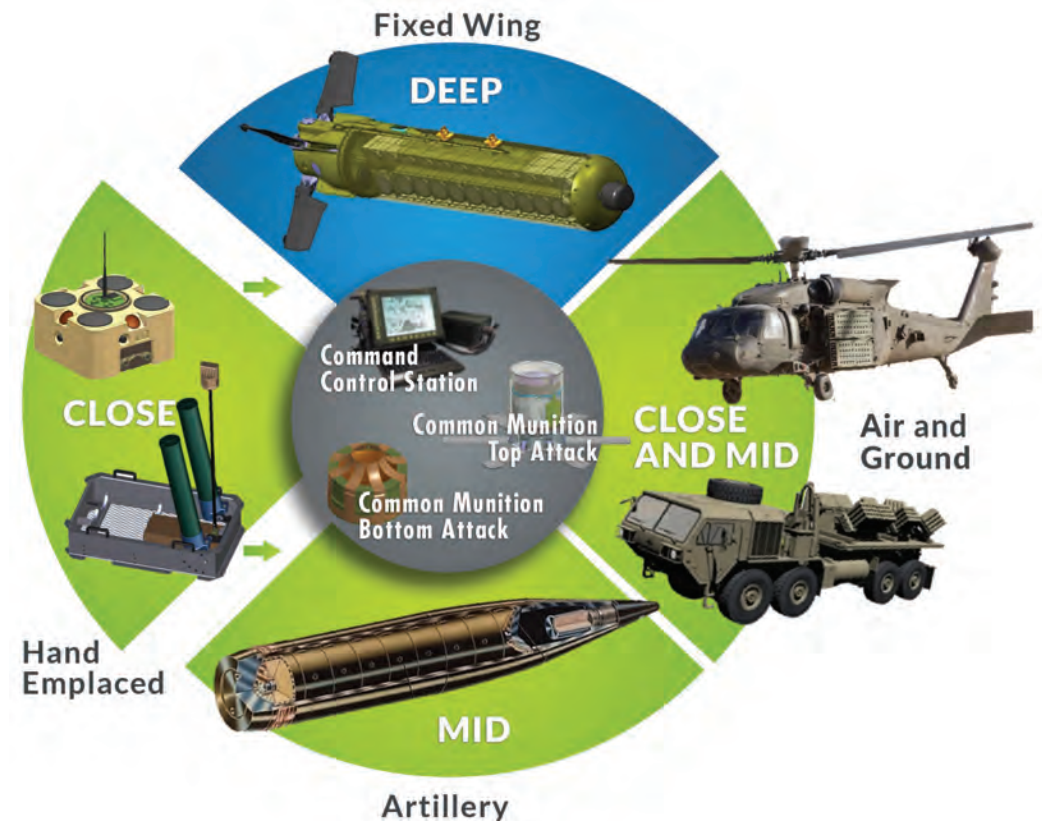 Fixed Wing
DEEP
Command
Control Station
CLOSE
Common Munition
Top Attack
CLOSE
AND MID
Air and
Ground
Common Munition
Bottom Attack
Hand
Emplaced
MID
Artillery